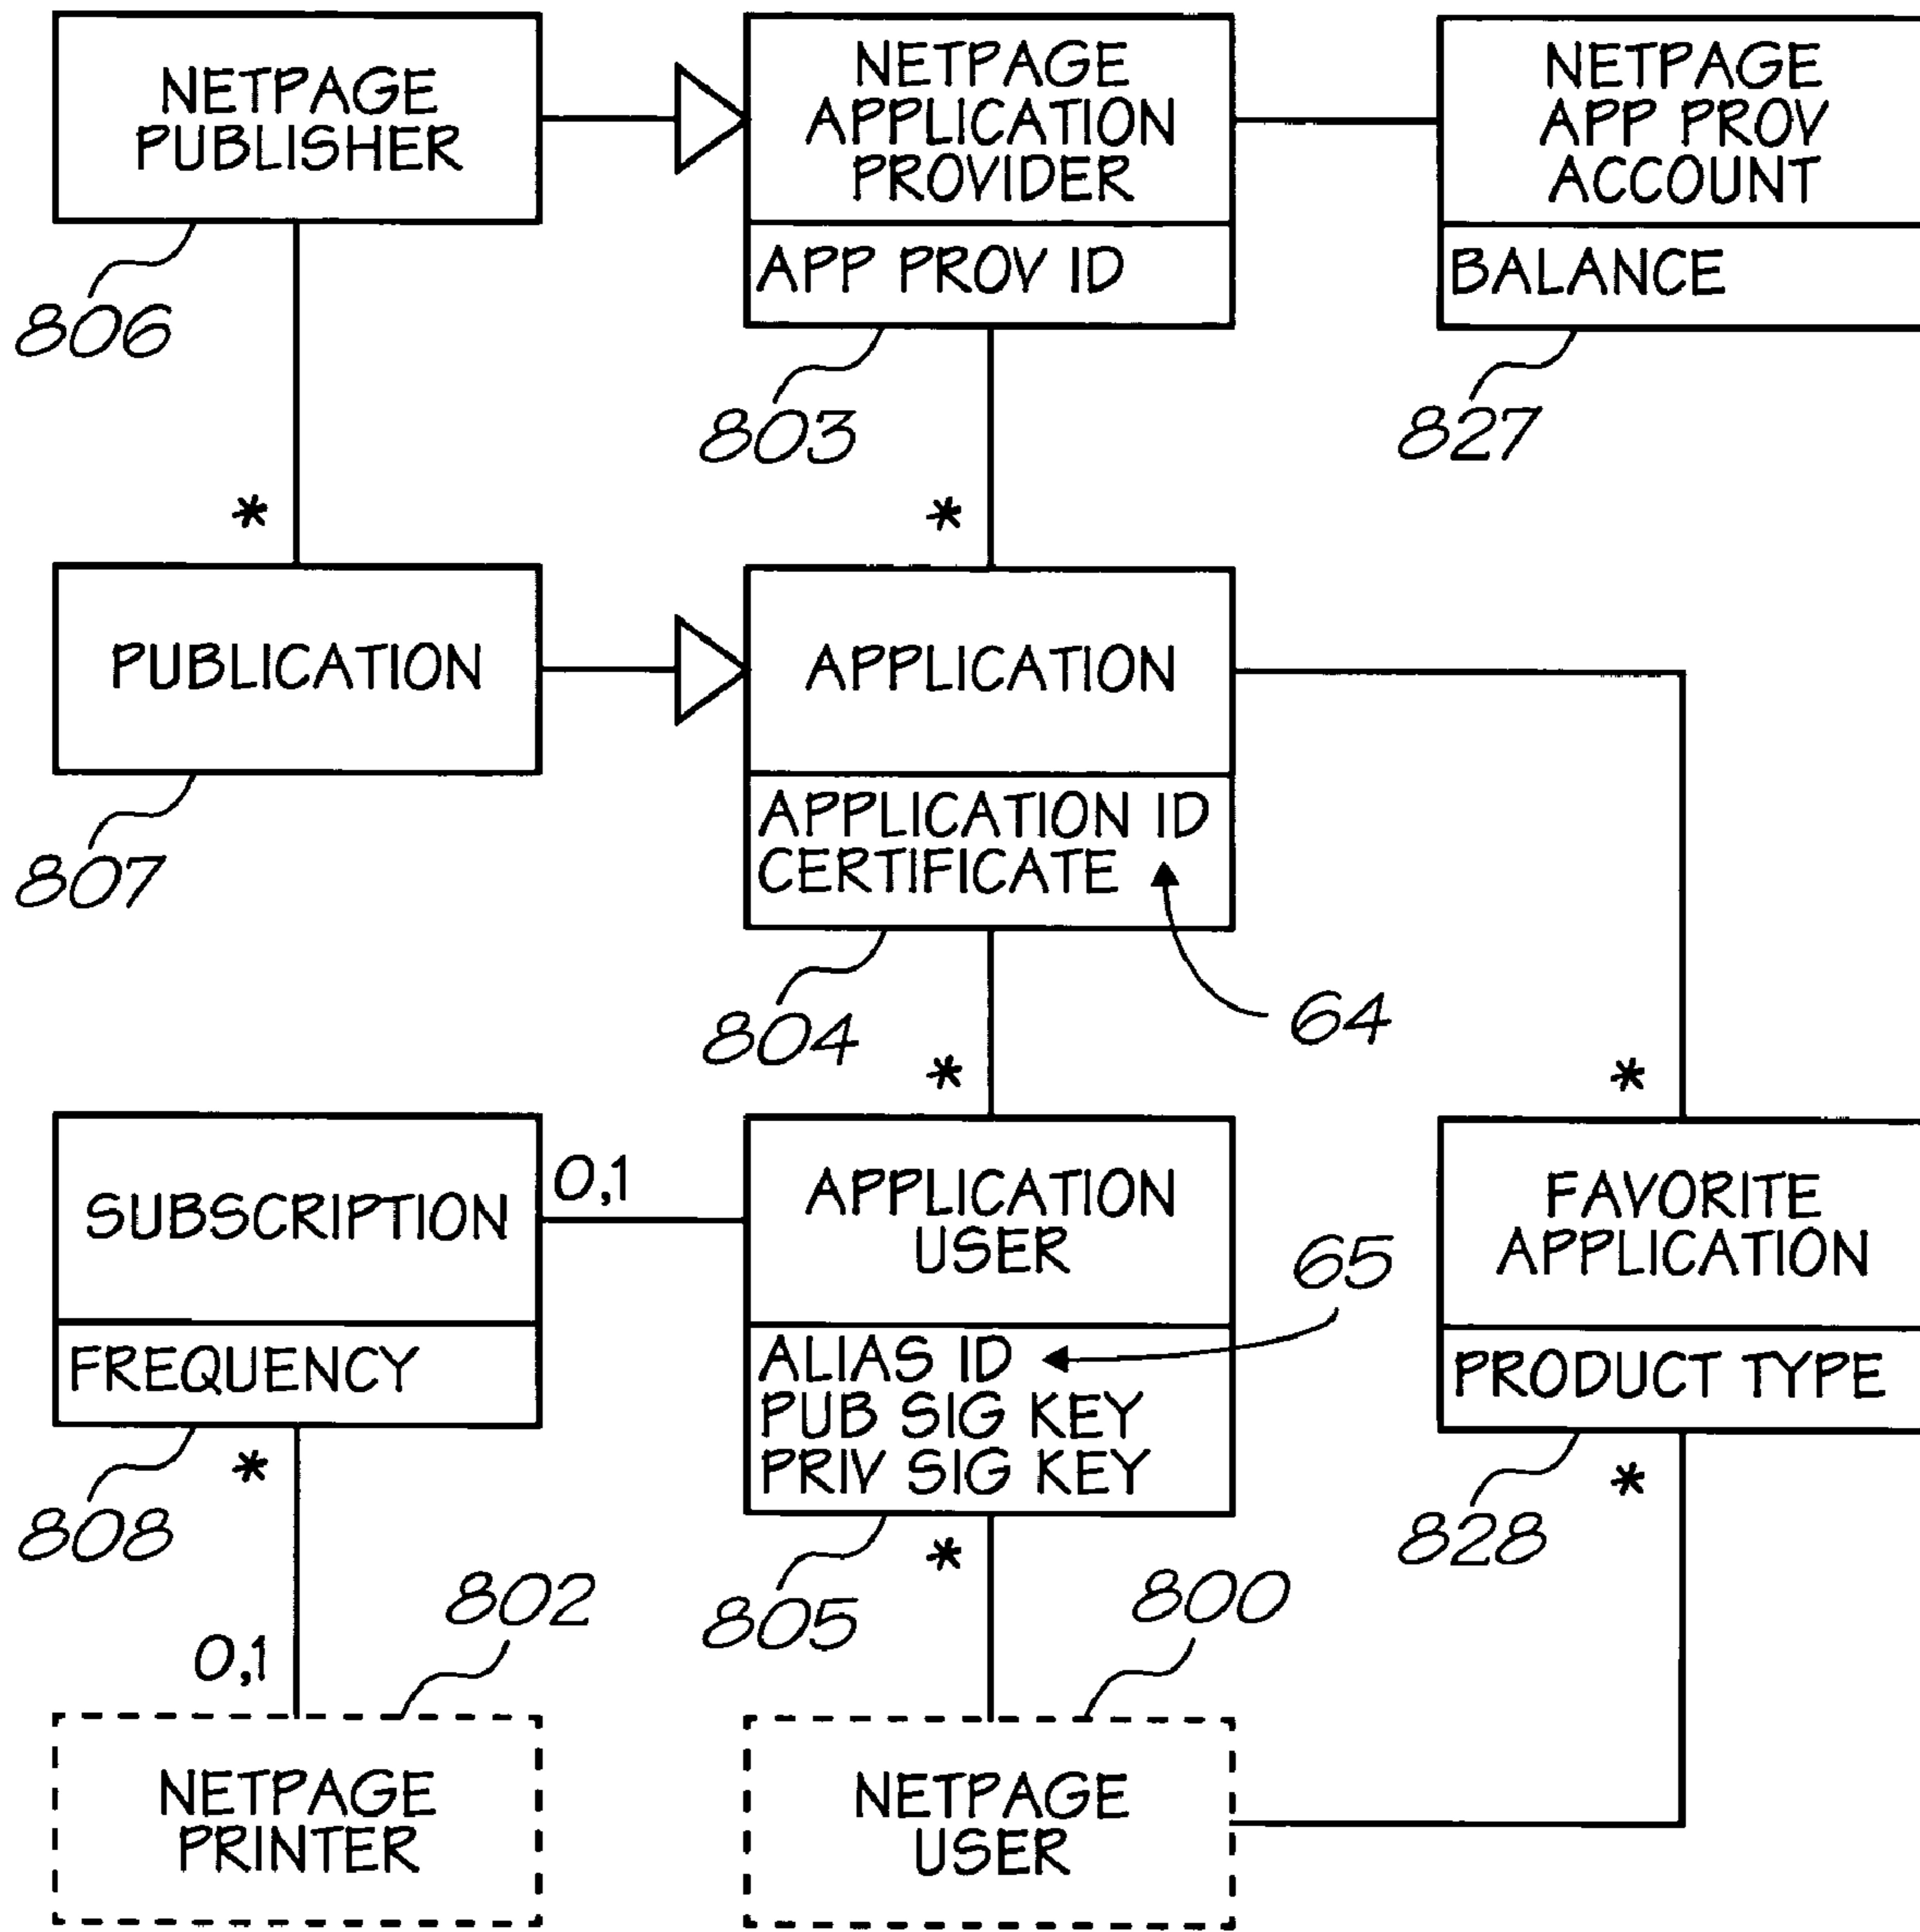 NETPAGE
PUBLISHER
806
NETPAGE
APPLICATION
PROVIDER
APP PROV ID
803
NETPAGE
APP PROV
ACCOUNT
BALANCE
827
*
*
PUBLICATION
807
APPLICATION
APPLICATION ID
CERTIFICATE
64
804
*
*
SUBSCRIPTION
0,1
FREQUENCY
808
*
APPLICATION
USER
65
ALIAS ID
PUB SIG KEY
PRIV SIG KEY
805
*
FAVORITE
APPLICATION
PRODUCT TYPE
828
*
802
0,1
800
NETPAGE
PRINTER
NETPAGE
USER